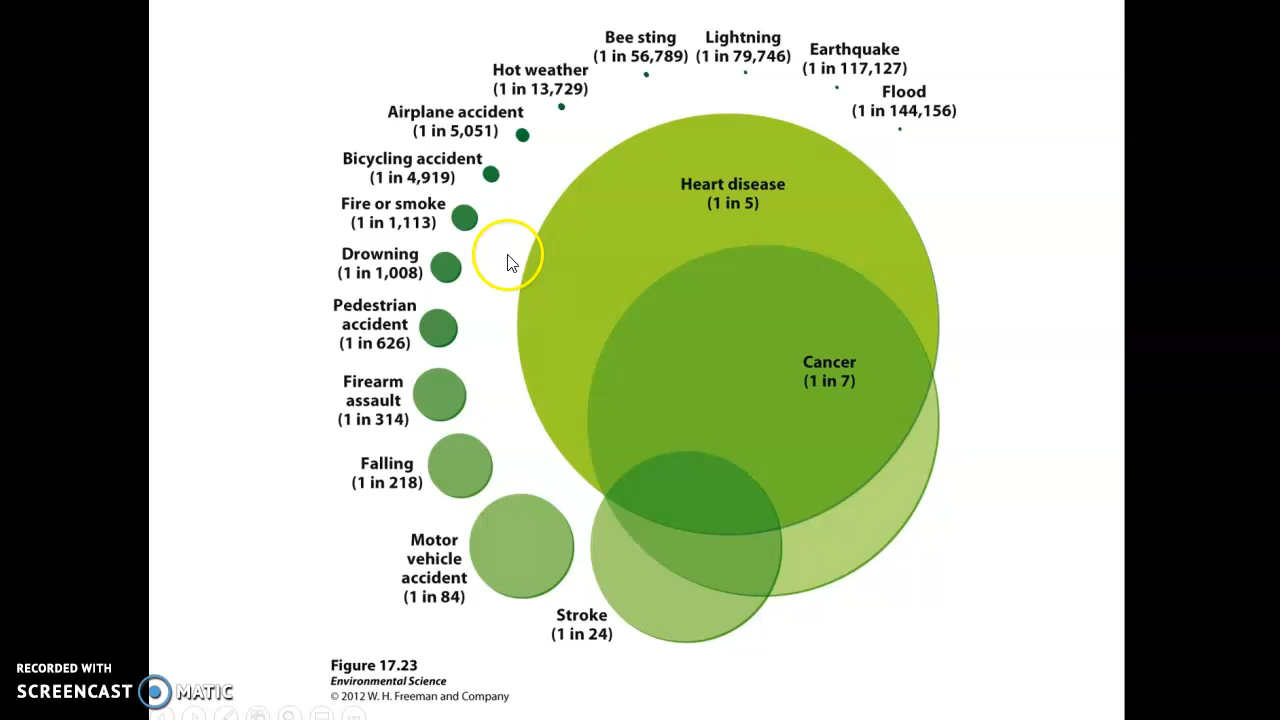 Bee sting
(1 in 56,789)
Lightning
(1 in 79,746)
Earthquake
(1 in 117,127)
Flood
(1 in 144,156)
Hot weather
(1 in 13,729)
Airplane accident
(1 in 5,051)
Bicycling accident
(1 in 4,919)
Fire or smoke
(1 in 1,113)
Drowning
(1 in 1,008)
Pedestrian
accident
(1 in 626)
Firearm
assault
(1 in 314)
Falling
(1 in 218)
Motor
vehicle
accident
(1 in 84)
Stroke
(1 in 24)
Heart disease
(1 in 5)
Cancer
(1 in 7)
Figure 17.23
Environmental Science
© 2012 W. H. Freeman and Company
RECORDED WITH
SCREENCAST MATIC